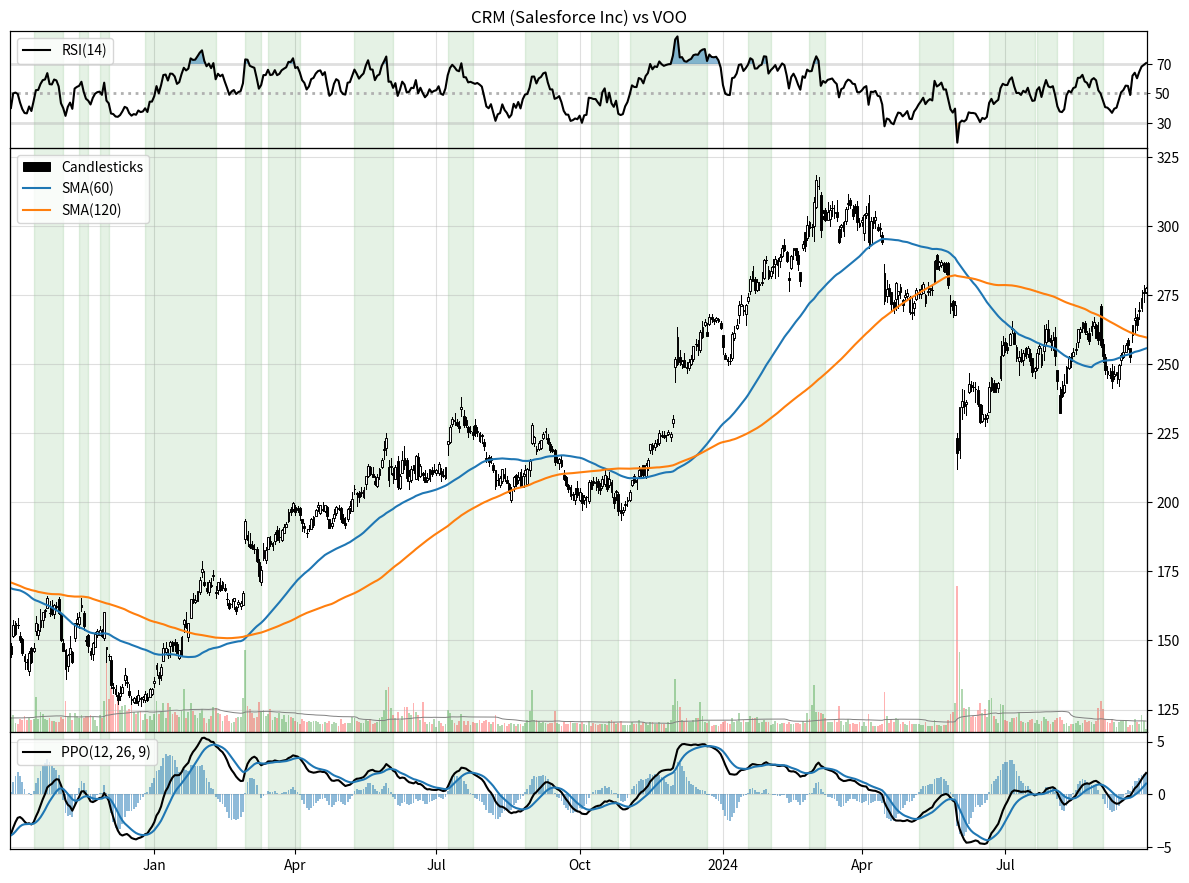 CRM (Salesforce Inc) vs VOO
RSI(14)
70
50
30
Candlesticks
SMA(60)
SMA(120)
325
300
275
250
225
200
175
150
125
PPO(12, 26, 9)
5
0
−5
Jan Apr Jul Oct 2024 Apr Jul